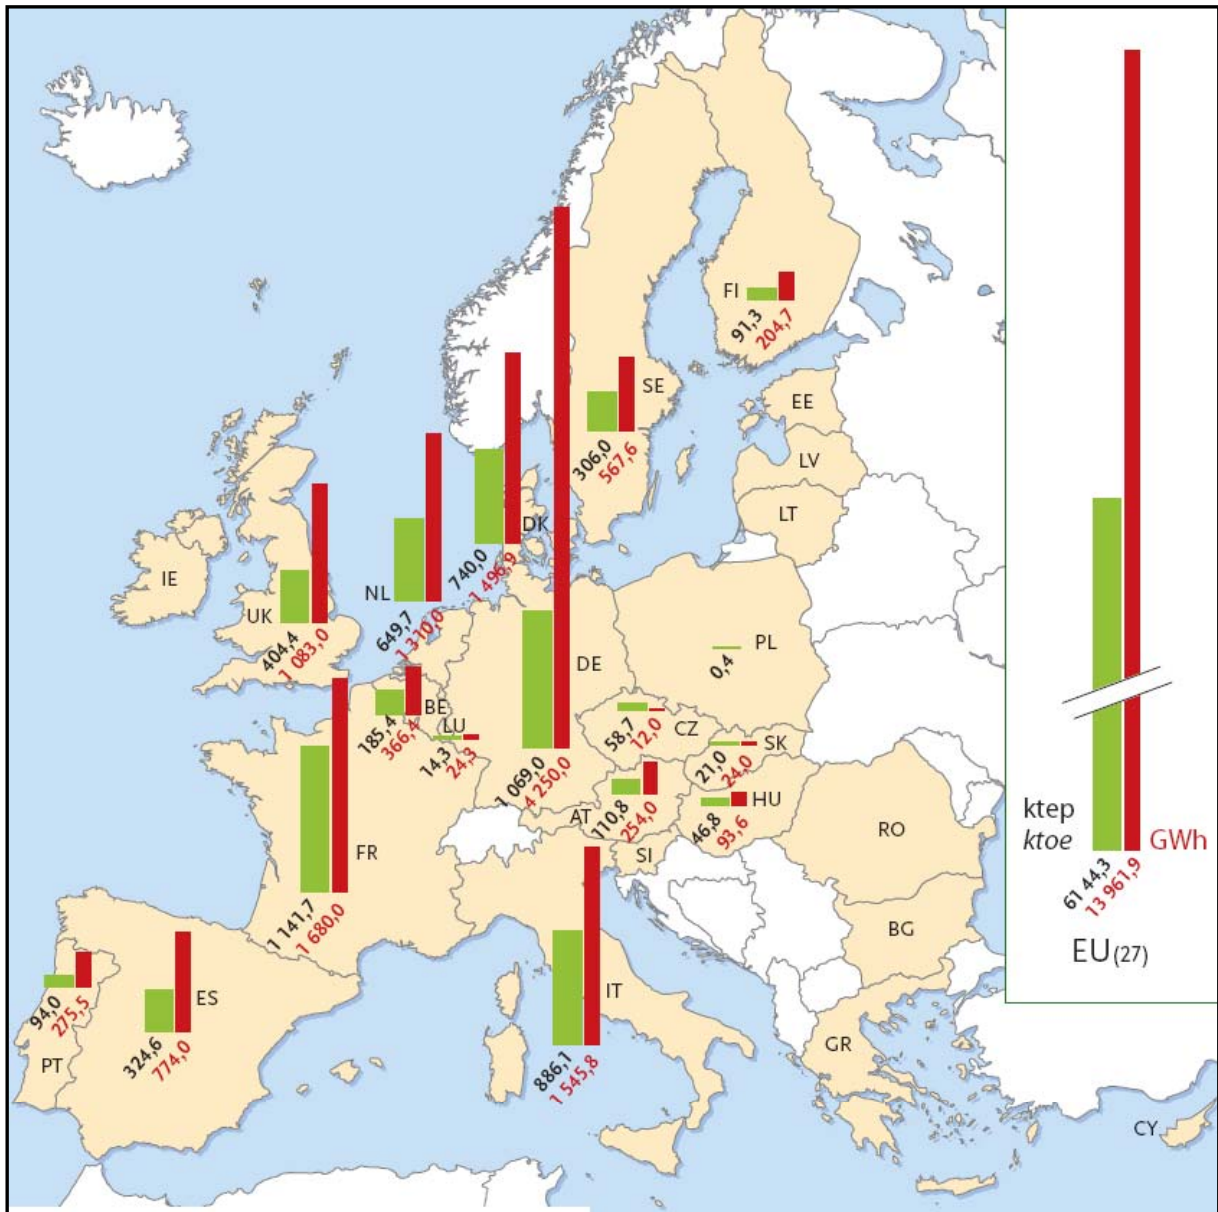 FI
91,3
204,7
SE
306,0
567,6
EE
LV
LT
DK
740,0
1 496,9
NL
649,7
1 310,0
IE
UK
404,4
1 083,0
DE
1 069,0
4 250,0
PL
0,4
BE
185,4
366,4
LU
14,3
24,3
CZ
58,7
12,0
SK
21,0
24,0
AT
110,8
254,0
HU
46,8
93,6
FR
1 141,7
1 680,0
SI
RO
BG
PT
94,0
275,5
ES
324,6
774,0
IT
886,1
1 545,8
GR
CY
ktep
ktoe
GWh
61 44,3
13 961,9
EU (27)